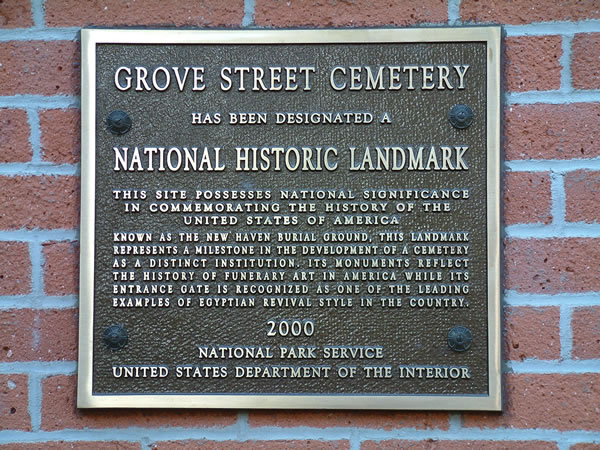 GROVE STREET CEMETERY
HAS BEEN DESIGNATED A
NATIONAL HISTORIC LANDMARK
THIS SITE POSSESSES NATIONAL SIGNIFICANCE
IN COMMEMORATING THE HISTORY OF THE
UNITED STATES OF AMERICA
KNOWN AS THE NEW HAVEN BURIAL GROUND, THIS LANDMARK
REPRESENTS A MILESTONE IN THE DEVELOPMENT OF A CEMETERY
AS A DISTINCT INSTITUTION. ITS MONUMENTS REFLECT
THE HISTORY OF FUNERARY ART IN AMERICA WHILE ITS
ENTRANCE GATE IS RECOGNIZED AS ONE OF THE LEADING
EXAMPLES OF EGYPTIAN REVIVAL STYLE IN THE COUNTRY.
2000
NATIONAL PARK SERVICE
UNITED STATES DEPARTMENT OF THE INTERIOR